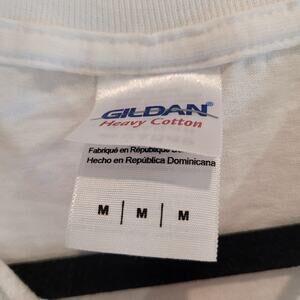 GILDAN®
Heavy Cotton
Fabriqué en République
Hecho en República Dominicana
M | M | M